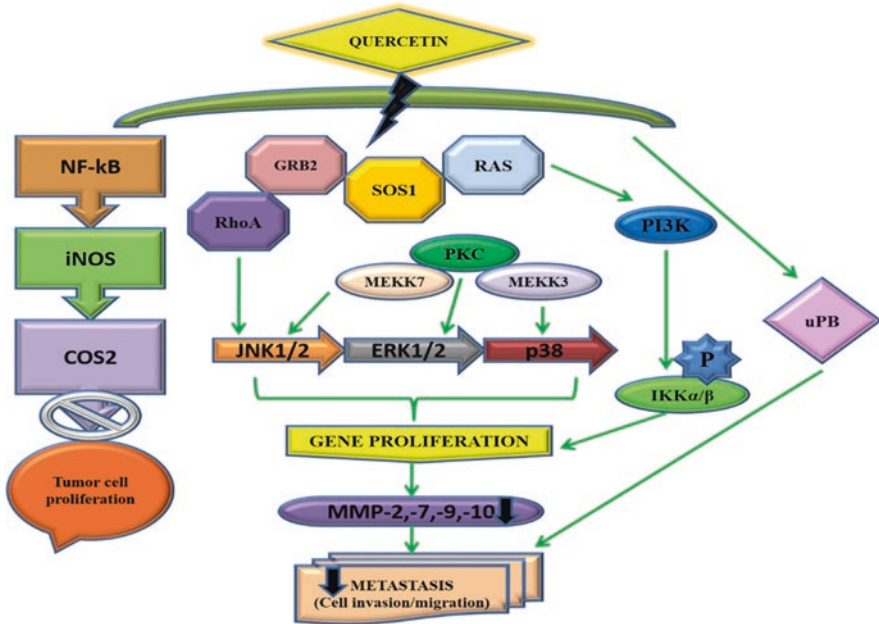 QUERCETIN
NF-kB
iNOS
COS2
Tumor cell
proliferation
GRB2
SOS1
RAS
RhoA
PI3K
PKC
MEKK7
MEKK3
uPB
JNK1/2
ERK1/2
p38
P
IKKα/β
GENE PROLIFERATION
MMP-2,-7,-9,-10
METASTASIS
(Cell invasion/migration)